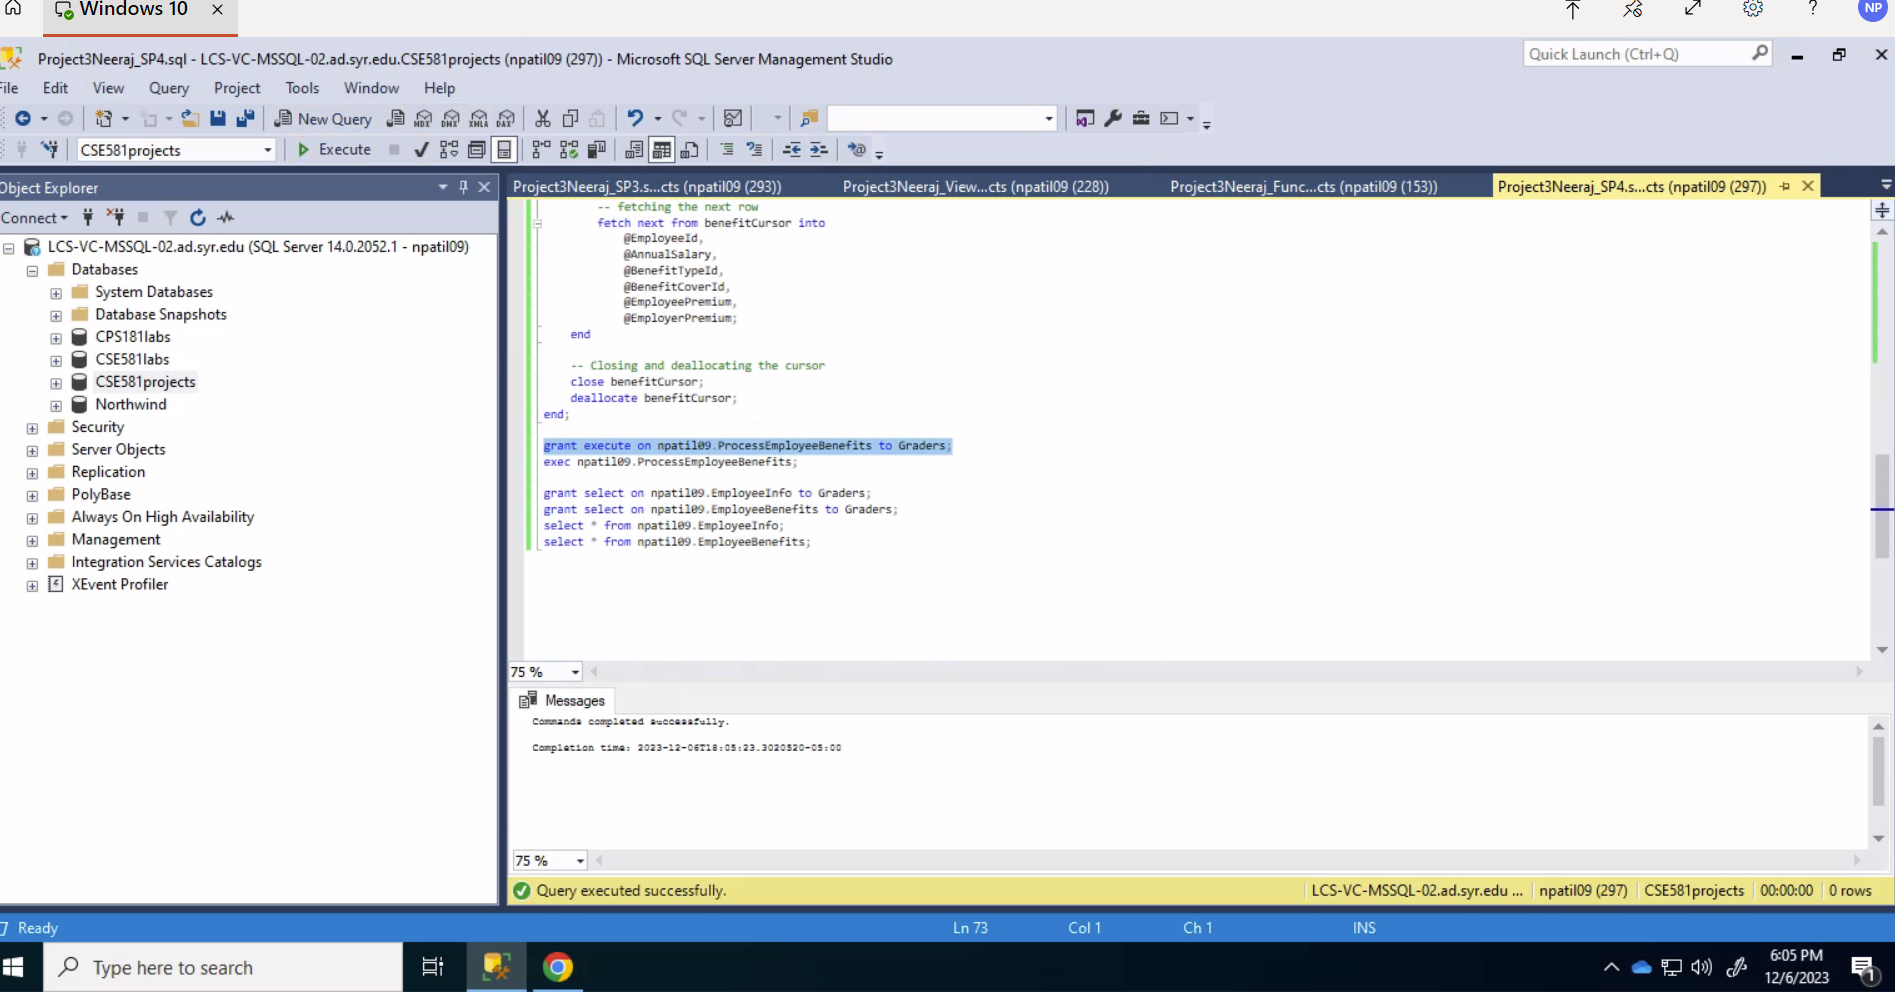 Windows 10
NP
Project3Neeraj_SP4.sql - LCS-VC-MSSQL-02.ad.syr.edu.CSE581projects (npatil09 (297)) - Microsoft SQL Server Management Studio
Quick Launch (Ctrl+Q)
File Edit View Query Project Tools Window Help
New Query MDX DMX XMLA DAX
CSE581projects Execute
Object Explorer
Project3Neeraj_SP3.s...cts (npatil09 (293)) Project3Neeraj_View...cts (npatil09 (228)) Project3Neeraj_Func...cts (npatil09 (153)) Project3Neeraj_SP4.s...cts (npatil09 (297))
Connect
LCS-VC-MSSQL-02.ad.syr.edu (SQL Server 14.0.2052.1 - npatil09)
Databases
System Databases
Database Snapshots
CPS181labs
CSE581labs
CSE581projects
Northwind
Security
Server Objects
Replication
PolyBase
Always On High Availability
Management
Integration Services Catalogs
XEvent Profiler
-- fetching the next row
fetch next from benefitCursor into
@EmployeeId,
@AnnualSalary,
@BenefitTypeId,
@BenefitCoverId,
@EmployeePremium,
@EmployerPremium;
end
-- Closing and deallocating the cursor
close benefitCursor;
deallocate benefitCursor;
end;
grant execute on npatil09.ProcessEmployeeBenefits to Graders;
exec npatil09.ProcessEmployeeBenefits;
grant select on npatil09.EmployeeInfo to Graders;
grant select on npatil09.EmployeeBenefits to Graders;
select * from npatil09.EmployeeInfo;
select * from npatil09.EmployeeBenefits;
75 %
Messages
Commands completed successfully.
Completion time: 2023-12-06T18:05:23.3020520-05:00
75 %
Query executed successfully. LCS-VC-MSSQL-02.ad.syr.edu ... npatil09 (297) CSE581projects 00:00:00 0 rows
Ready Ln 73 Col 1 Ch 1 INS
Type here to search
6:05 PM
12/6/2023
1